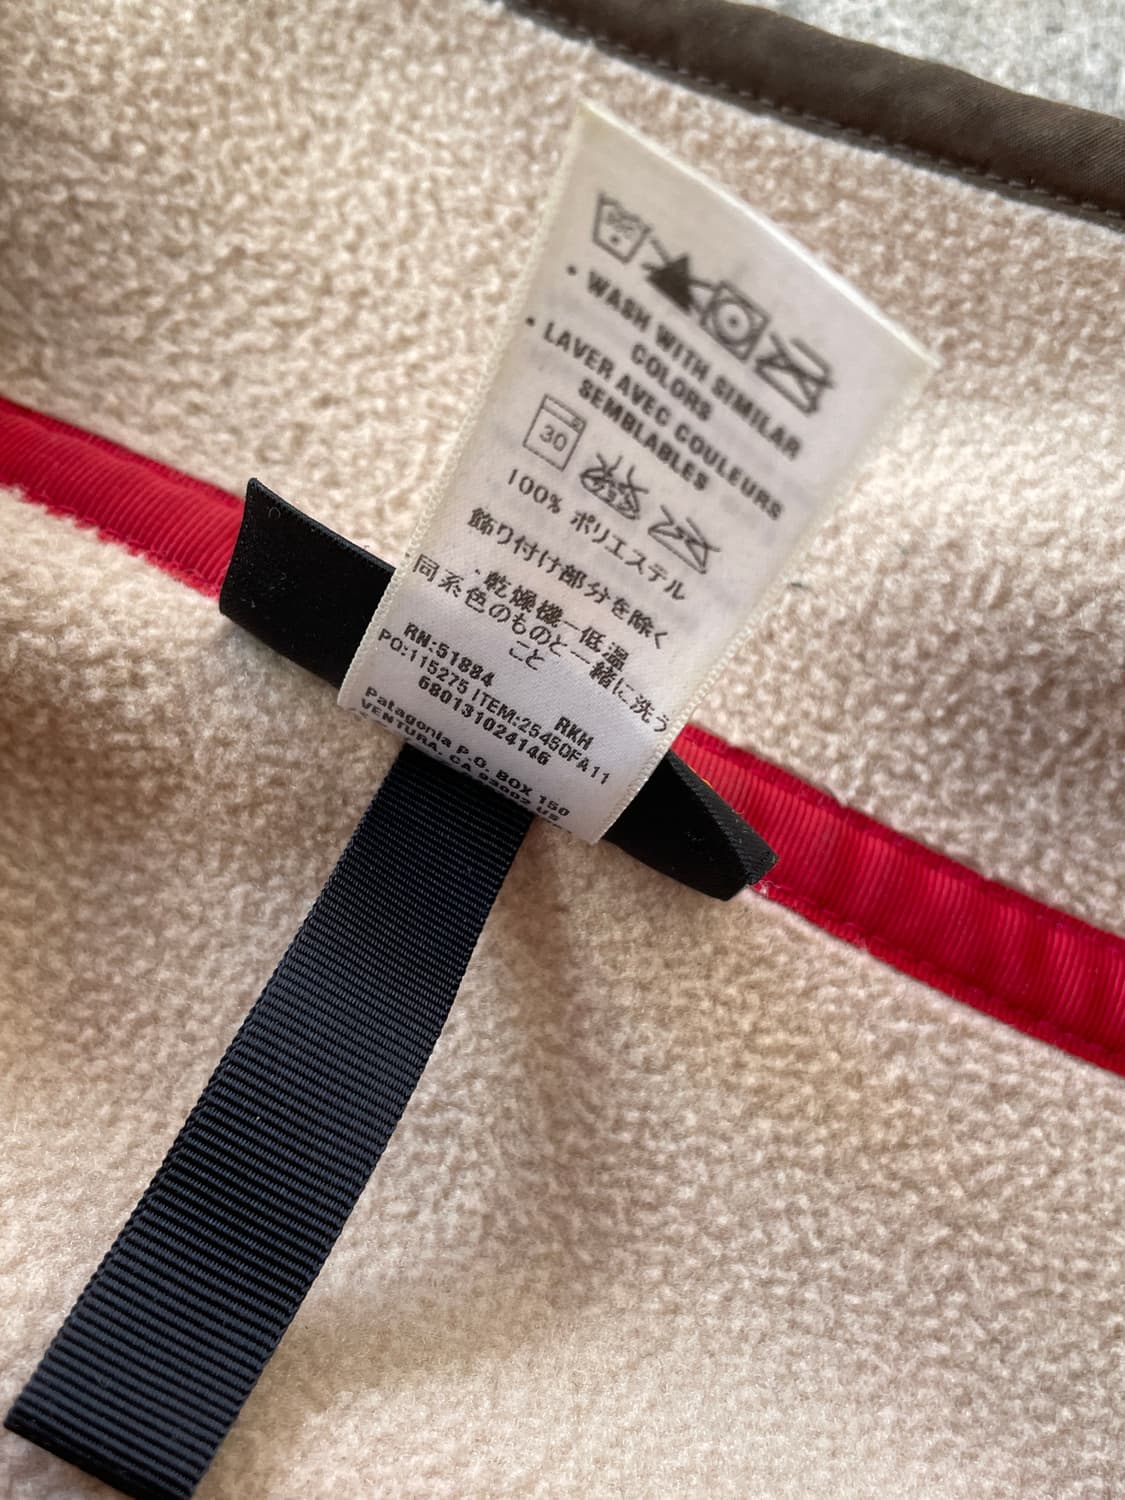 • WASH WITH SIMILAR
COLORS
• LAVER AVEC COULEURS
SEMBLABLES
30
100% ポリエステル
飾り付け部分を除く
・乾燥機ー低温
・同系色のものと一緒に洗う
こと
RN:51884 RKH
PO:115275 ITEM:25450FA11
680131024146
Patagonia P.O. BOX 150
VENTURA, CA 93002 US